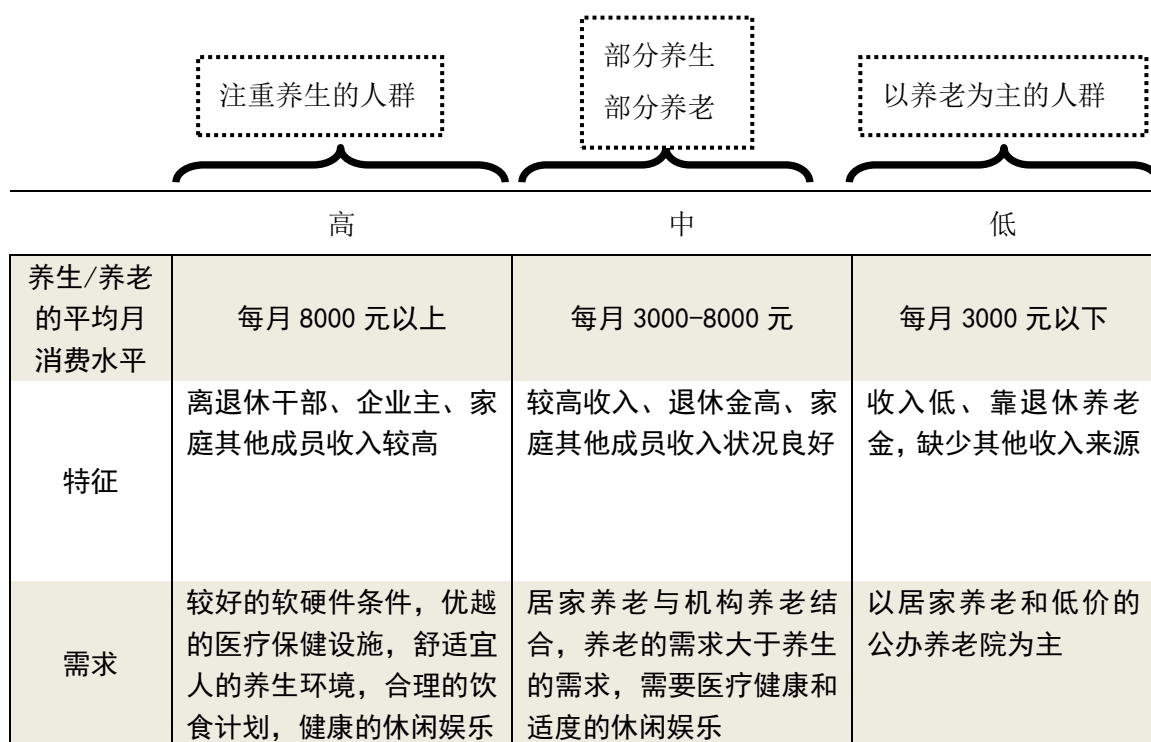 注重养生的人群
部分养生
部分养老
以养老为主的人群
高
中
低
养生/养老
的平均月
消费水平
每月 8000 元以上
每月 3000-8000 元
每月 3000 元以下
特征
离退休干部、企业主、家
庭其他成员收入较高
较高收入、退休金高、家
庭其他成员收入状况良好
收入低、靠退休养老
金，缺少其他收入来源
需求
较好的软硬件条件，优越
的医疗保健设施，舒适宜
人的养生环境，合理的饮
食计划，健康的休闲娱乐
居家养老与机构养老结
合，养老的需求大于养生
的需求，需要医疗健康和
适度的休闲娱乐
以居家养老和低价的
公办养老院为主